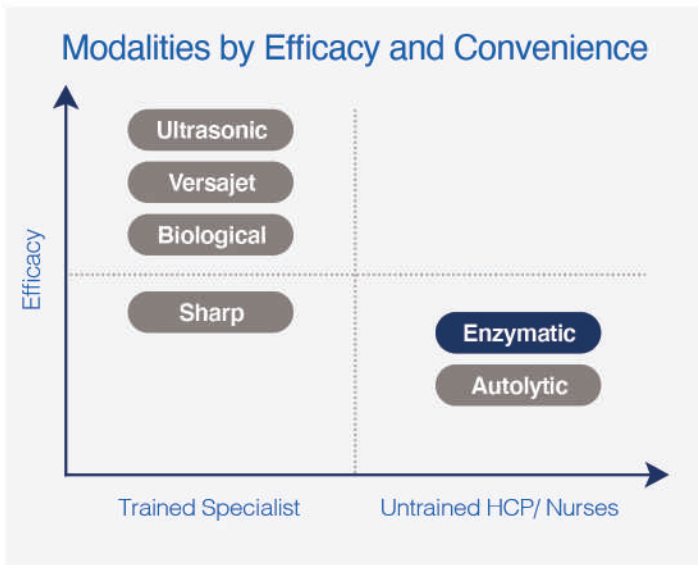 Modalities by Efficacy and Convenience
Efficacy
Ultrasonic
Versajet
Biological
Sharp
Enzymatic
Autolytic
Trained Specialist
Untrained HCP/ Nurses